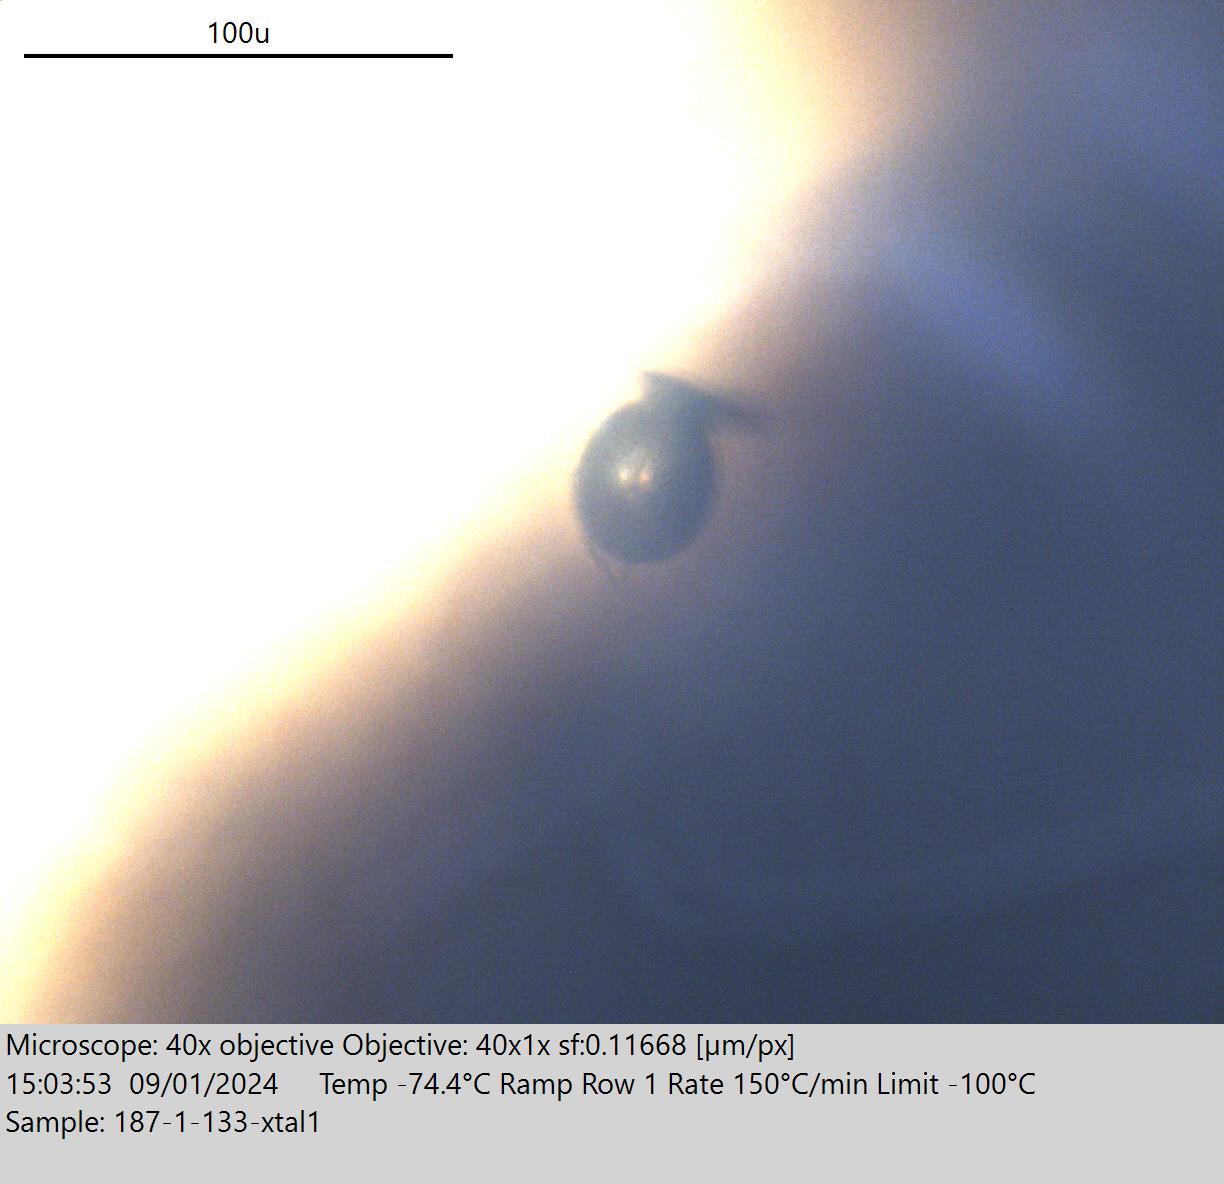 100u
Microscope: 40x objective Objective: 40x1x sf:0.11668 [µm/px]
15:03:53 09/01/2024 Temp -74.4°C Ramp Row 1 Rate 150°C/min Limit -100°C
Sample: 187-1-133-xtal1